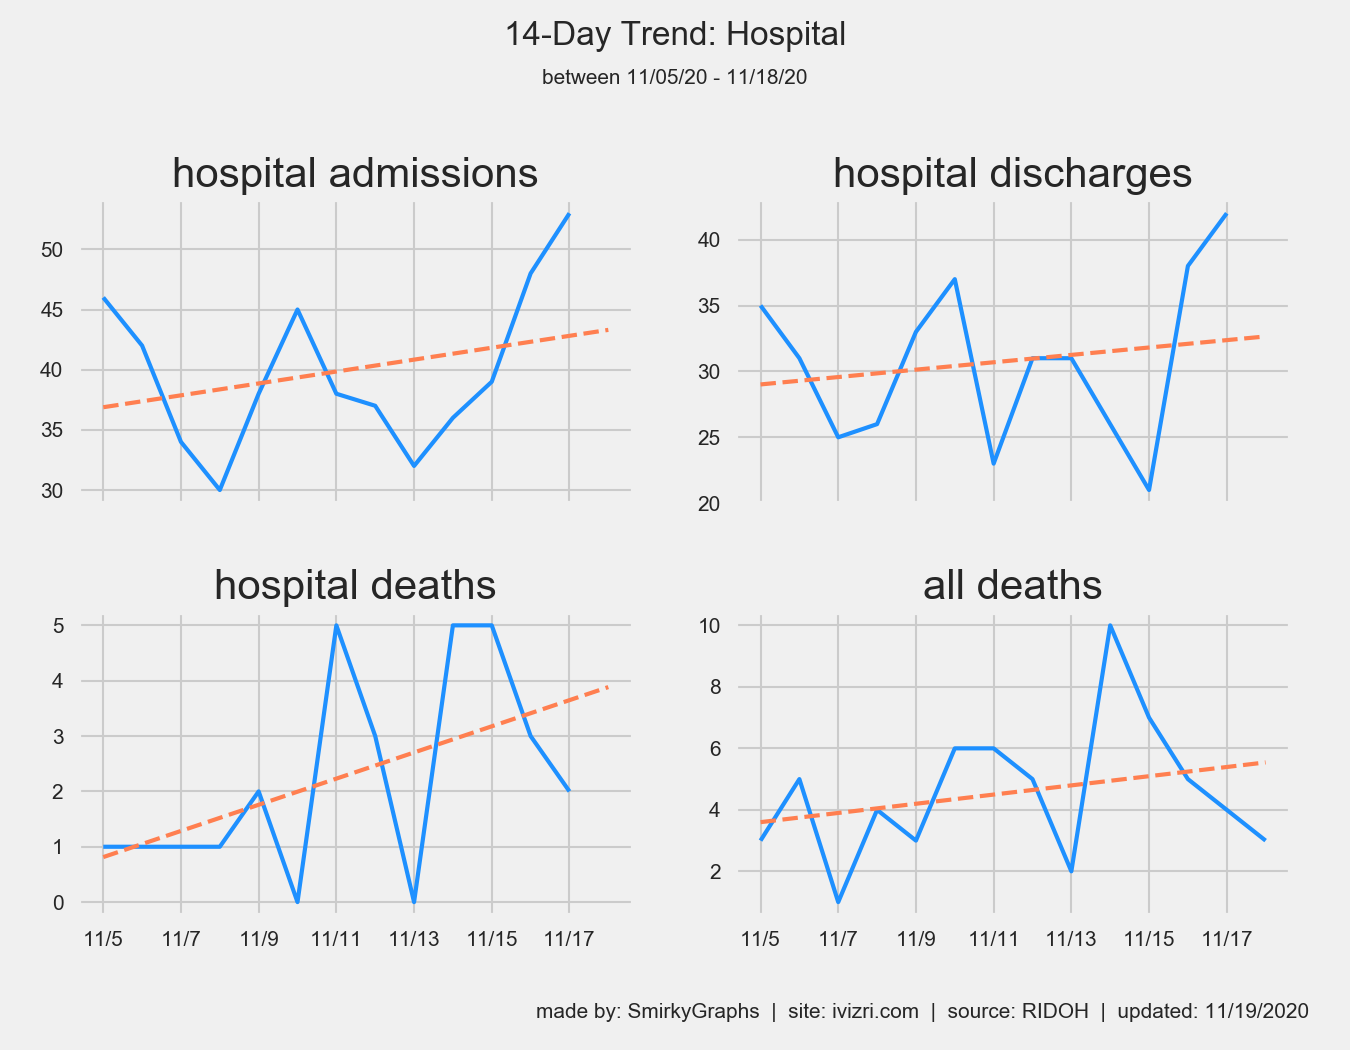 14-Day Trend: Hospital
between 11/05/20 - 11/18/20
hospital admissions
50
45
40
35
30
hospital discharges
40
35
30
25
20
hospital deaths
5
4
3
2
1
0
11/5 11/7 11/9 11/11 11/13 11/15 11/17
all deaths
10
8
6
4
2
11/5 11/7 11/9 11/11 11/13 11/15 11/17
made by: SmirkyGraphs | site: ivizri.com | source: RIDOH | updated: 11/19/2020